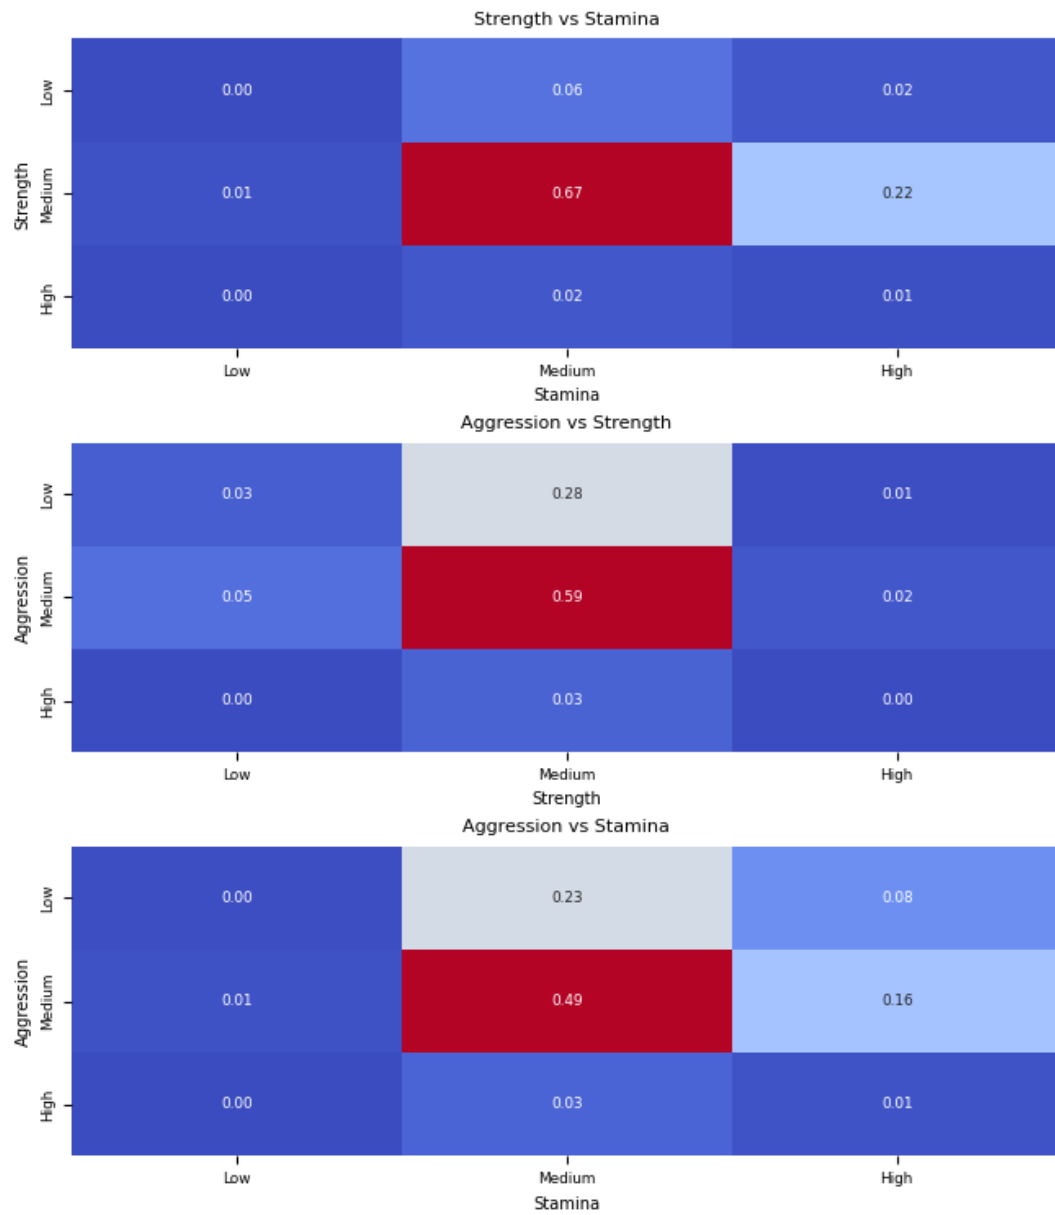 Strength vs Stamina
Strength
Low
0.00 0.06 0.02
Medium
0.01 0.67 0.22
High
0.00 0.02 0.01
Low Medium High
Stamina
Aggression vs Strength
Aggression
Low
0.03 0.28 0.01
Medium
0.05 0.59 0.02
High
0.00 0.03 0.00
Low Medium High
Strength
Aggression vs Stamina
Aggression
Low
0.00 0.23 0.08
Medium
0.01 0.49 0.16
High
0.00 0.03 0.01
Low Medium High
Stamina